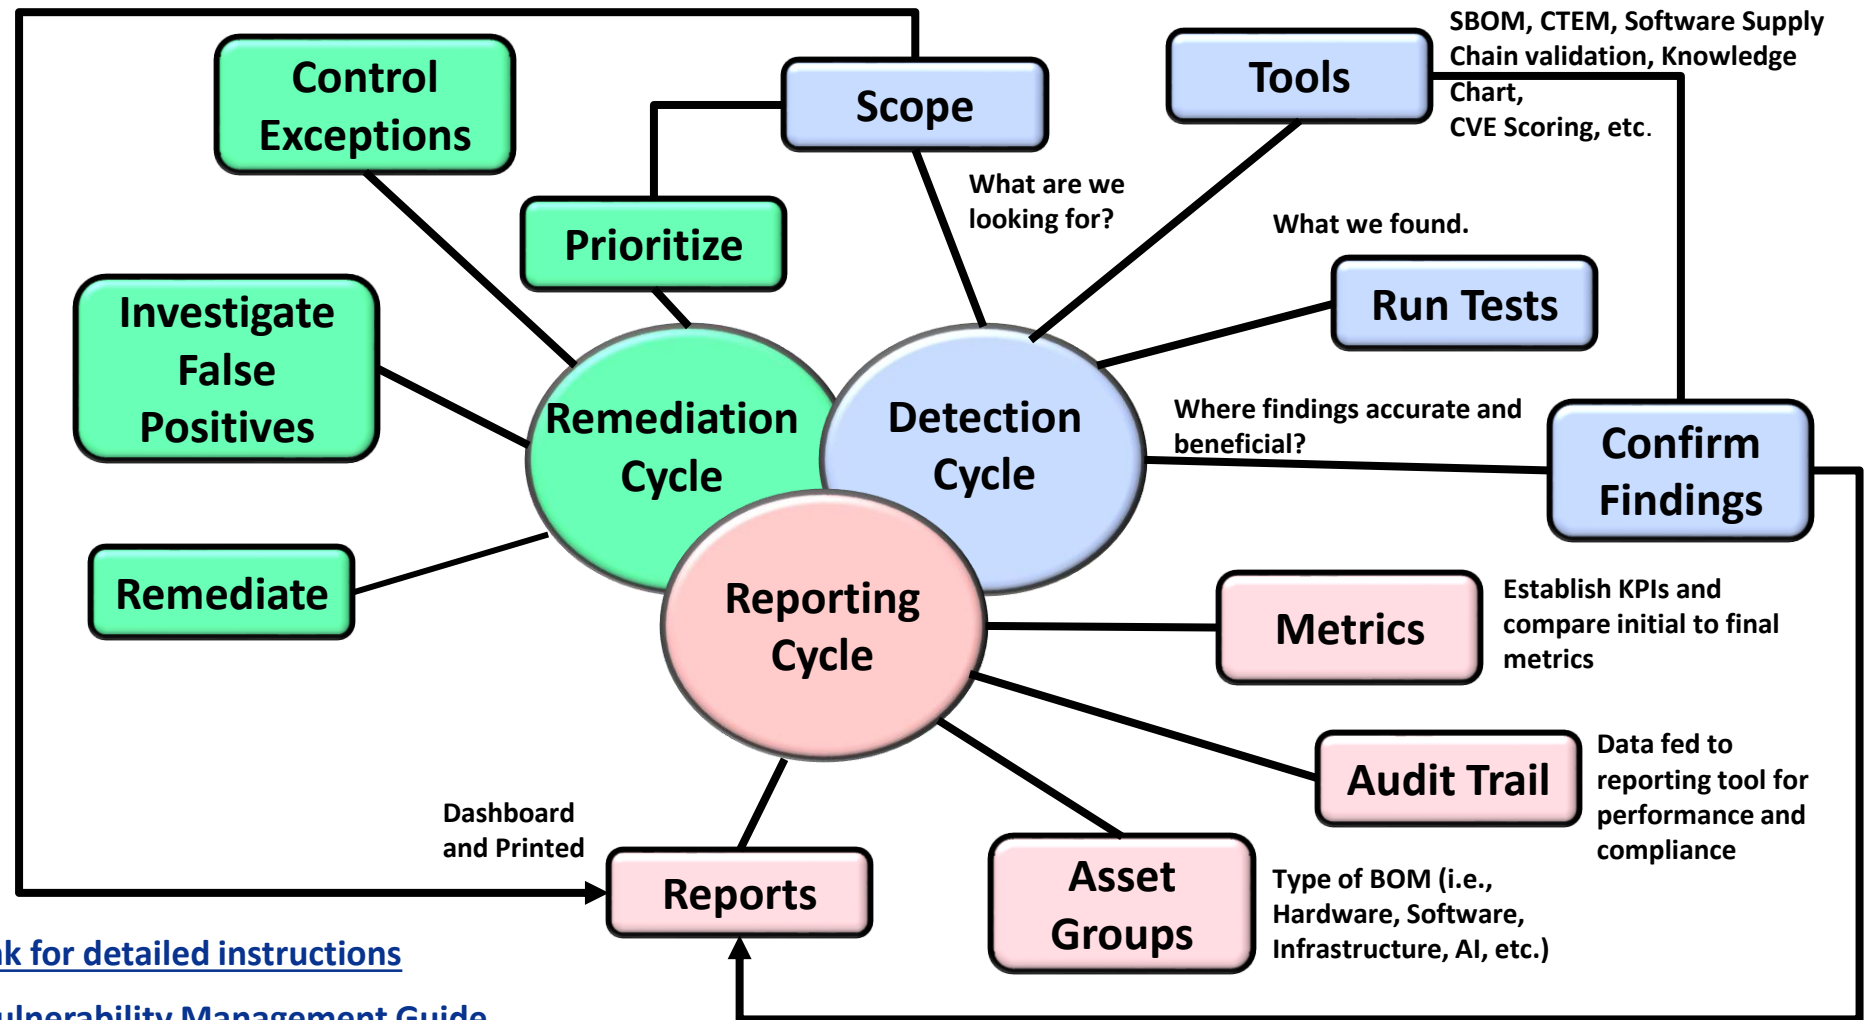 Control
Exceptions
Scope
Tools
SBOM, CTEM, Software Supply
Chain validation, Knowledge
Chart,
CVE Scoring, etc.
What are we
looking for?
Prioritize
What we found.
Run Tests
Investigate
False
Positives
Remediation
Cycle
Detection
Cycle
Where findings accurate and
beneficial?
Confirm
Findings
Remediate
Reporting
Cycle
Metrics
Establish KPIs and
compare initial to final
metrics
Audit Trail
Data fed to
reporting tool for
performance and
compliance
Dashboard
and Printed
Reports
Asset
Groups
Type of BOM (i.e.,
Hardware, Software,
Infrastructure, AI, etc.)
for detailed instructions
Management Guide